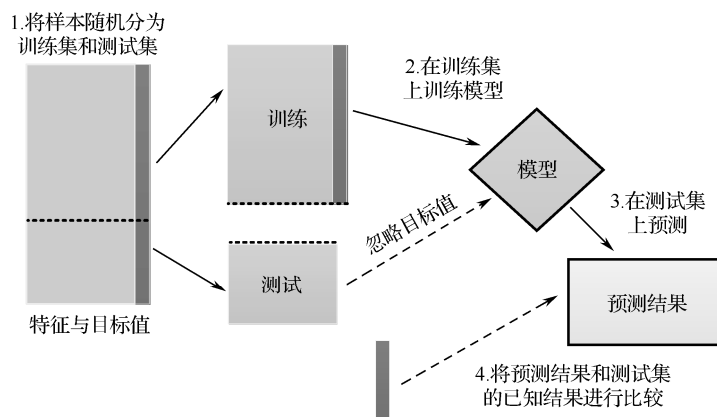 1.将样本随机分为
训练集和测试集
特征与目标值
训练
测试
2.在训练集
上训练模型
忽略目标值
模型
3.在测试集
上预测
预测结果
4.将预测结果和测试集
的已知结果进行比较